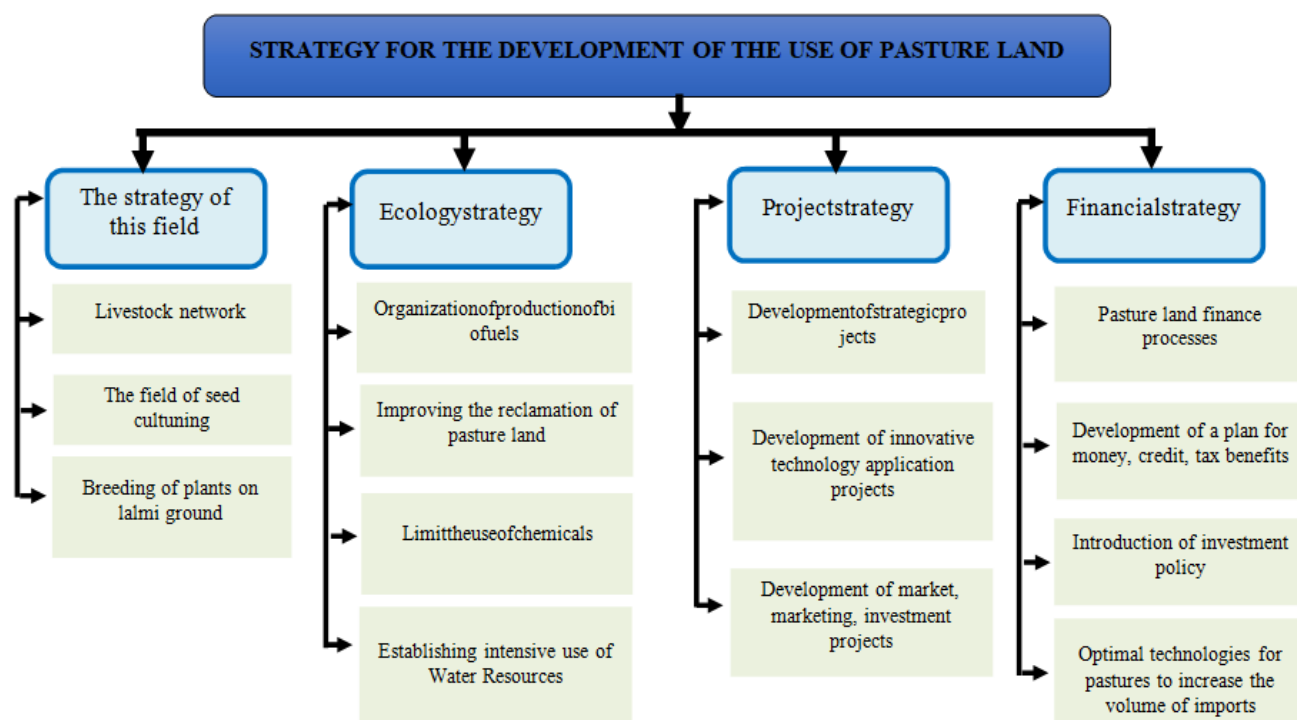 STRATEGY FOR THE DEVELOPMENT OF THE USE OF PASTURE LAND
The strategy of
this field
Livestock network
The field of seed
cultuning
Breeding of plants on
lalmi ground
Ecologystrategy
Organizationofproductionofbi
ofuels
Improving the reclamation of
pasture land
Limittheuseofchemicals
Establishing intensive use of
Water Resources
Projectstrategy
Developmentofstrategicpro
jects
Development of innovative
technology application
projects
Development of market,
marketing, investment
projects
Financialstrategy
Pasture land finance
processes
Development of a plan for
money, credit, tax benefits
Introduction of investment
policy
Optimal technologies for
pastures to increase the
volume of imports